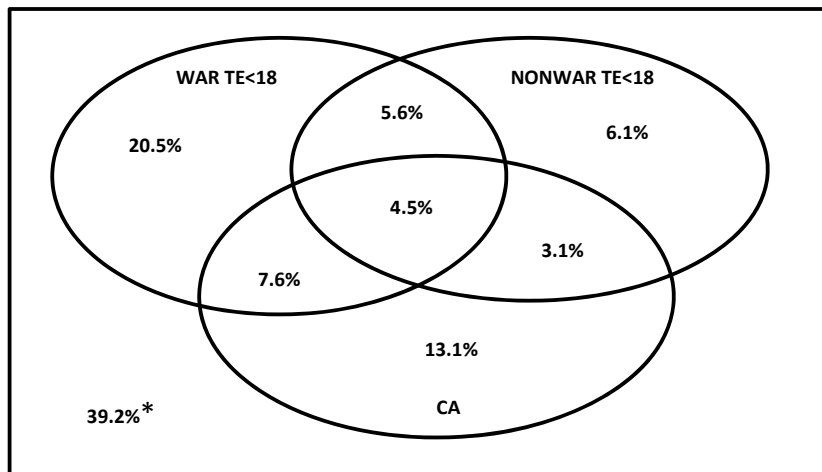 WAR TE<18
NONWAR TE<18
5.6%
6.1%
20.5%
4.5%
3.1%
7.6%
13.1%
CA
39.2%*